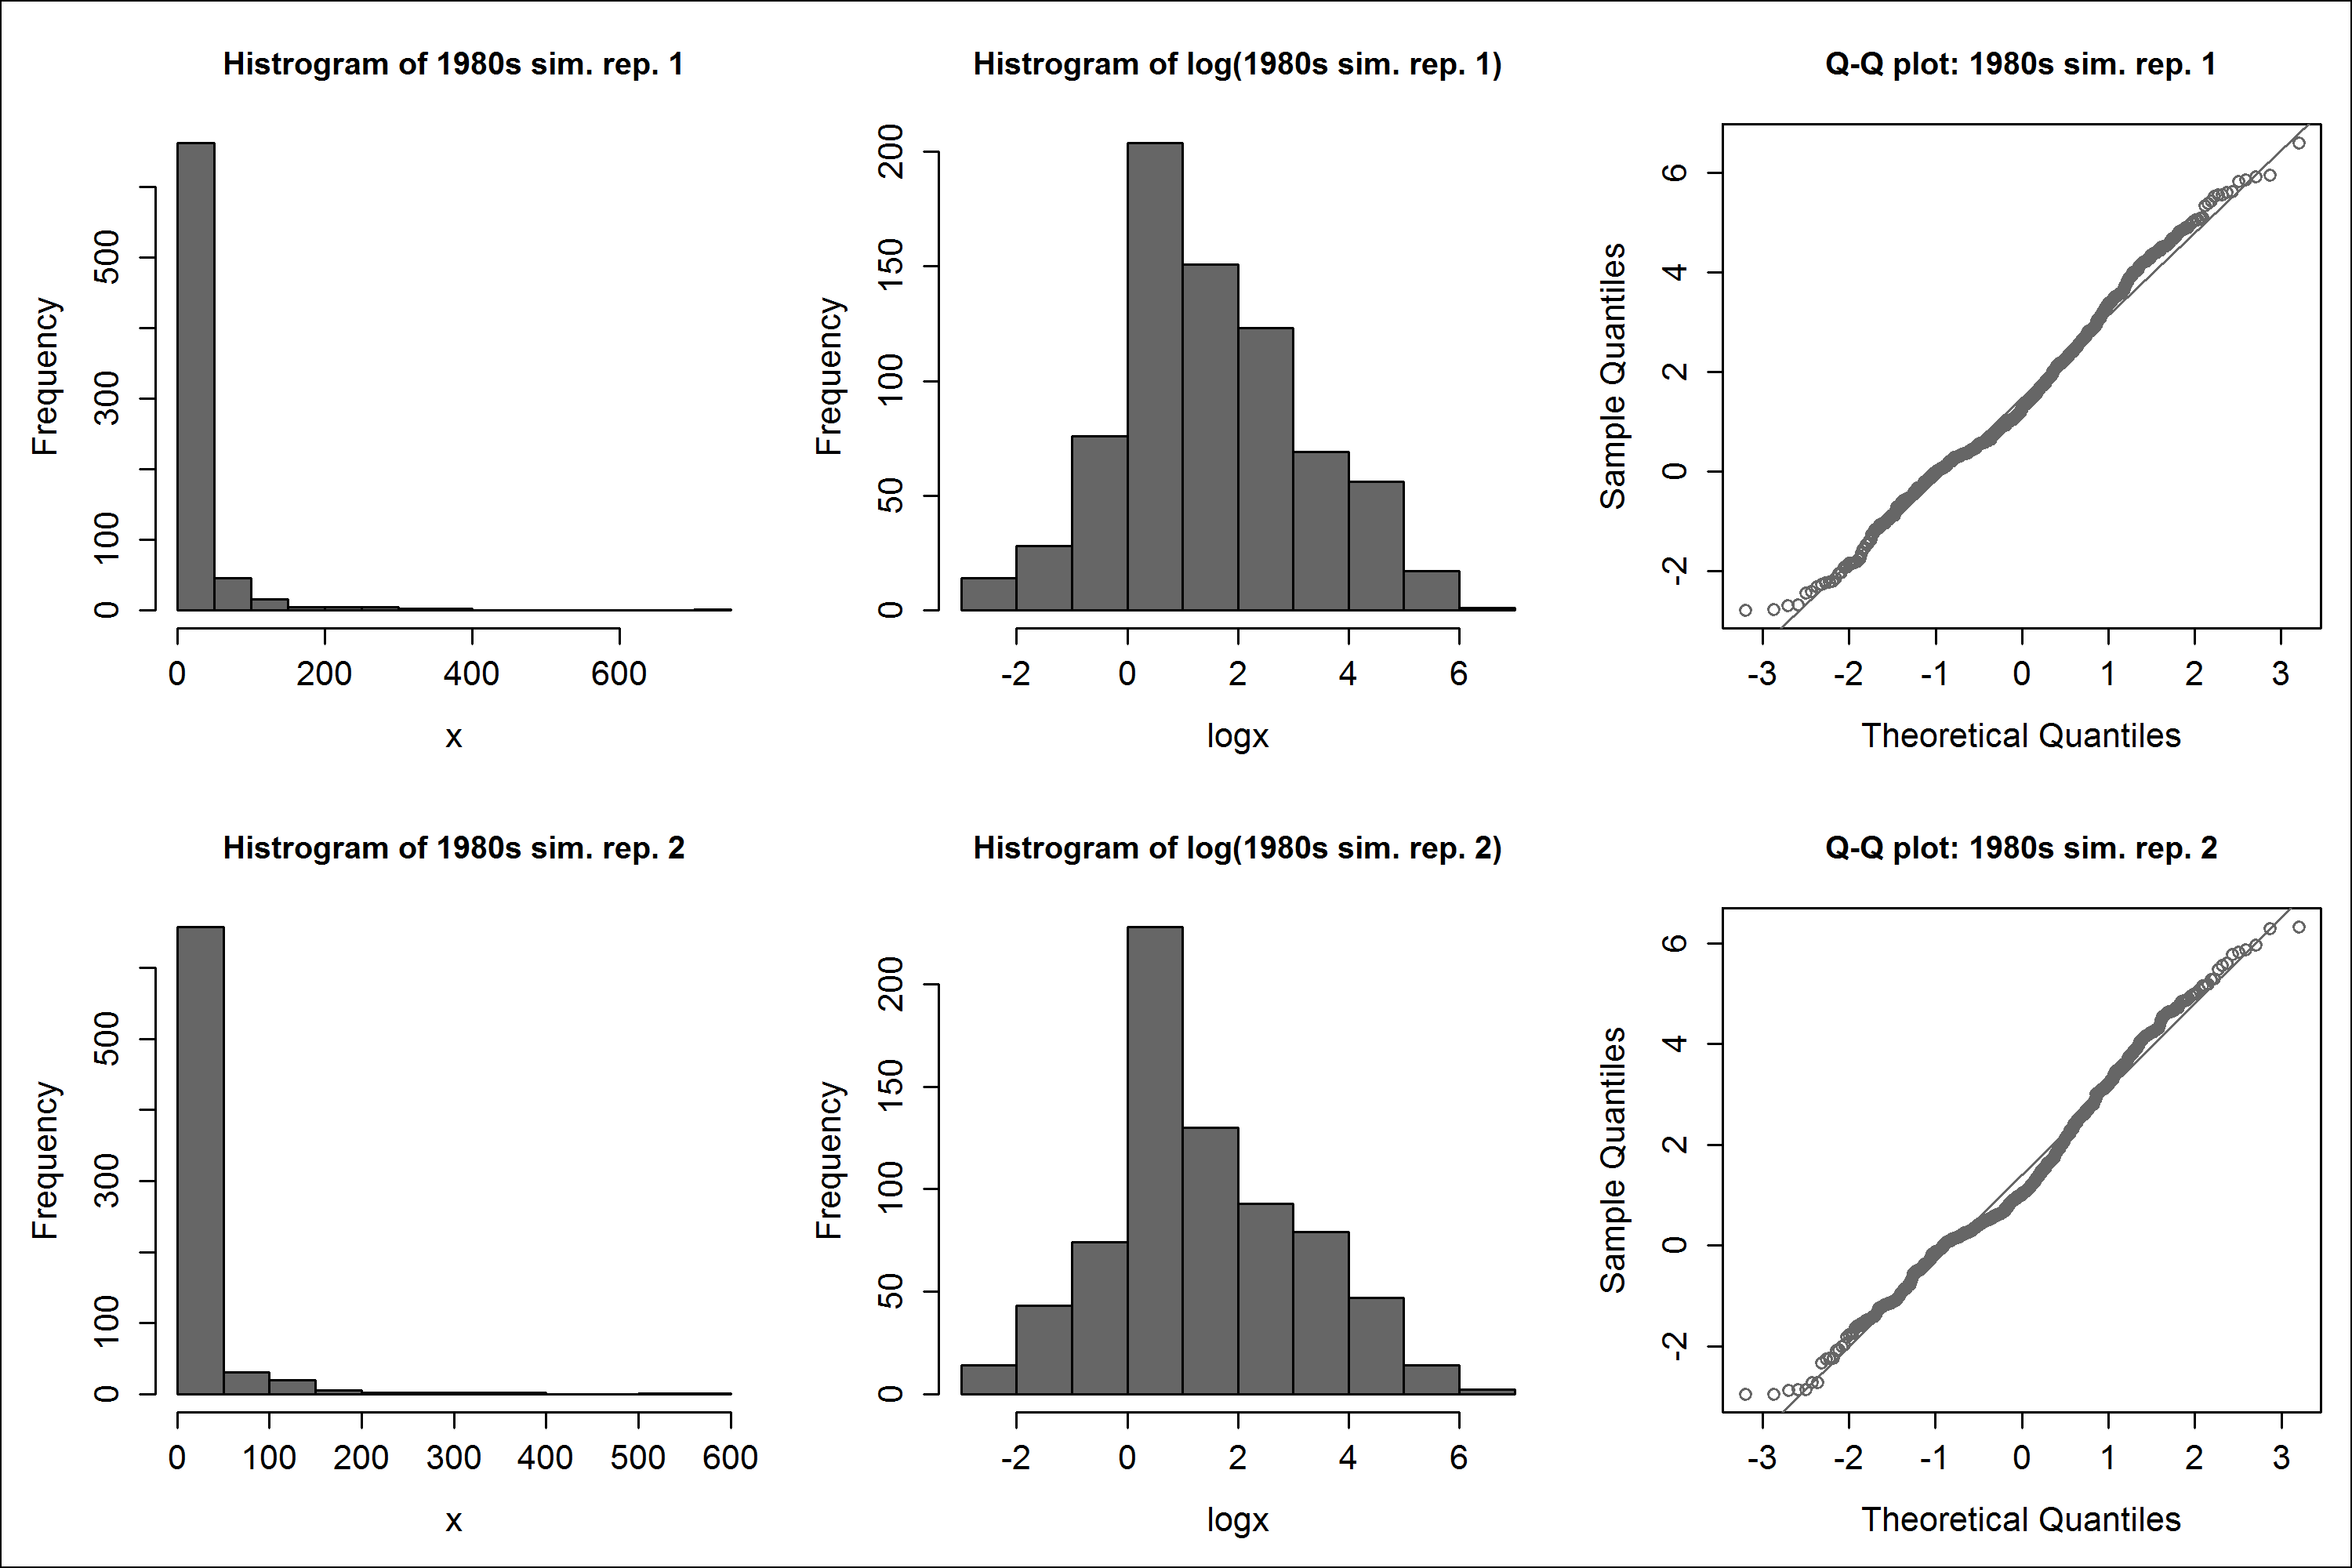 Histrogram of 1980s sim. rep. 1
Frequency
0 100 300 500
0 200 400 600
x
Histrogram of log(1980s sim. rep. 1)
Frequency
0 50 100 150 200
-2 0 2 4 6
logx
Q-Q plot: 1980s sim. rep. 1
Sample Quantiles
-2 0 2 4 6
-3 -2 -1 0 1 2 3
Theoretical Quantiles
Histrogram of 1980s sim. rep. 2
Frequency
0 100 300 500
0 100 200 300 400 500 600
x
Histrogram of log(1980s sim. rep. 2)
Frequency
0 50 100 150 200
-2 0 2 4 6
logx
Q-Q plot: 1980s sim. rep. 2
Sample Quantiles
-2 0 2 4 6
-3 -2 -1 0 1 2 3
Theoretical Quantiles